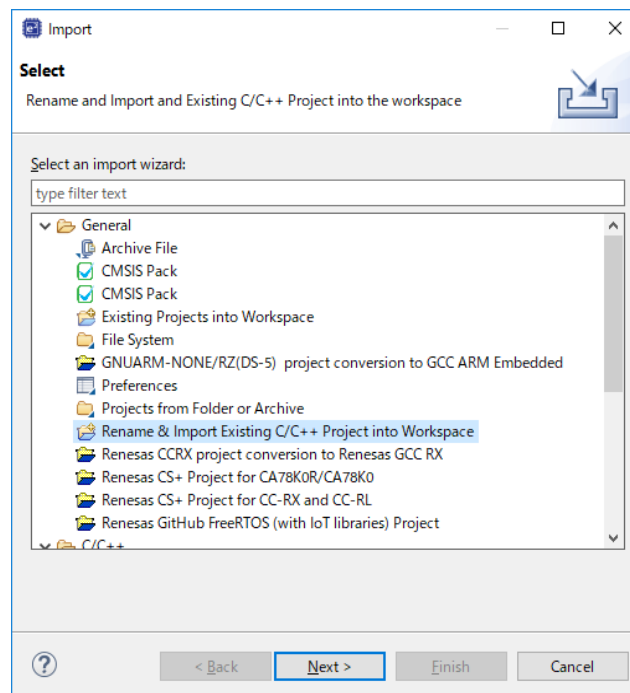 Import
Select
Rename and Import and Existing C/C++ Project into the workspace
Select an import wizard:
type filter text
General
Archive File
CMSIS Pack
CMSIS Pack
Existing Projects into Workspace
File System
GNUARM-NONE/RZ(DS-5) project conversion to GCC ARM Embedded
Preferences
Projects from Folder or Archive
Rename & Import Existing C/C++ Project into Workspace
Renesas CCRX project conversion to Renesas GCC RX
Renesas CS+ Project for CA78K0R/CA78K0
Renesas CS+ Project for CC-RX and CC-RL
Renesas GitHub FreeRTOS (with IoT libraries) Project
C/C++
< Back Next > Finish Cancel